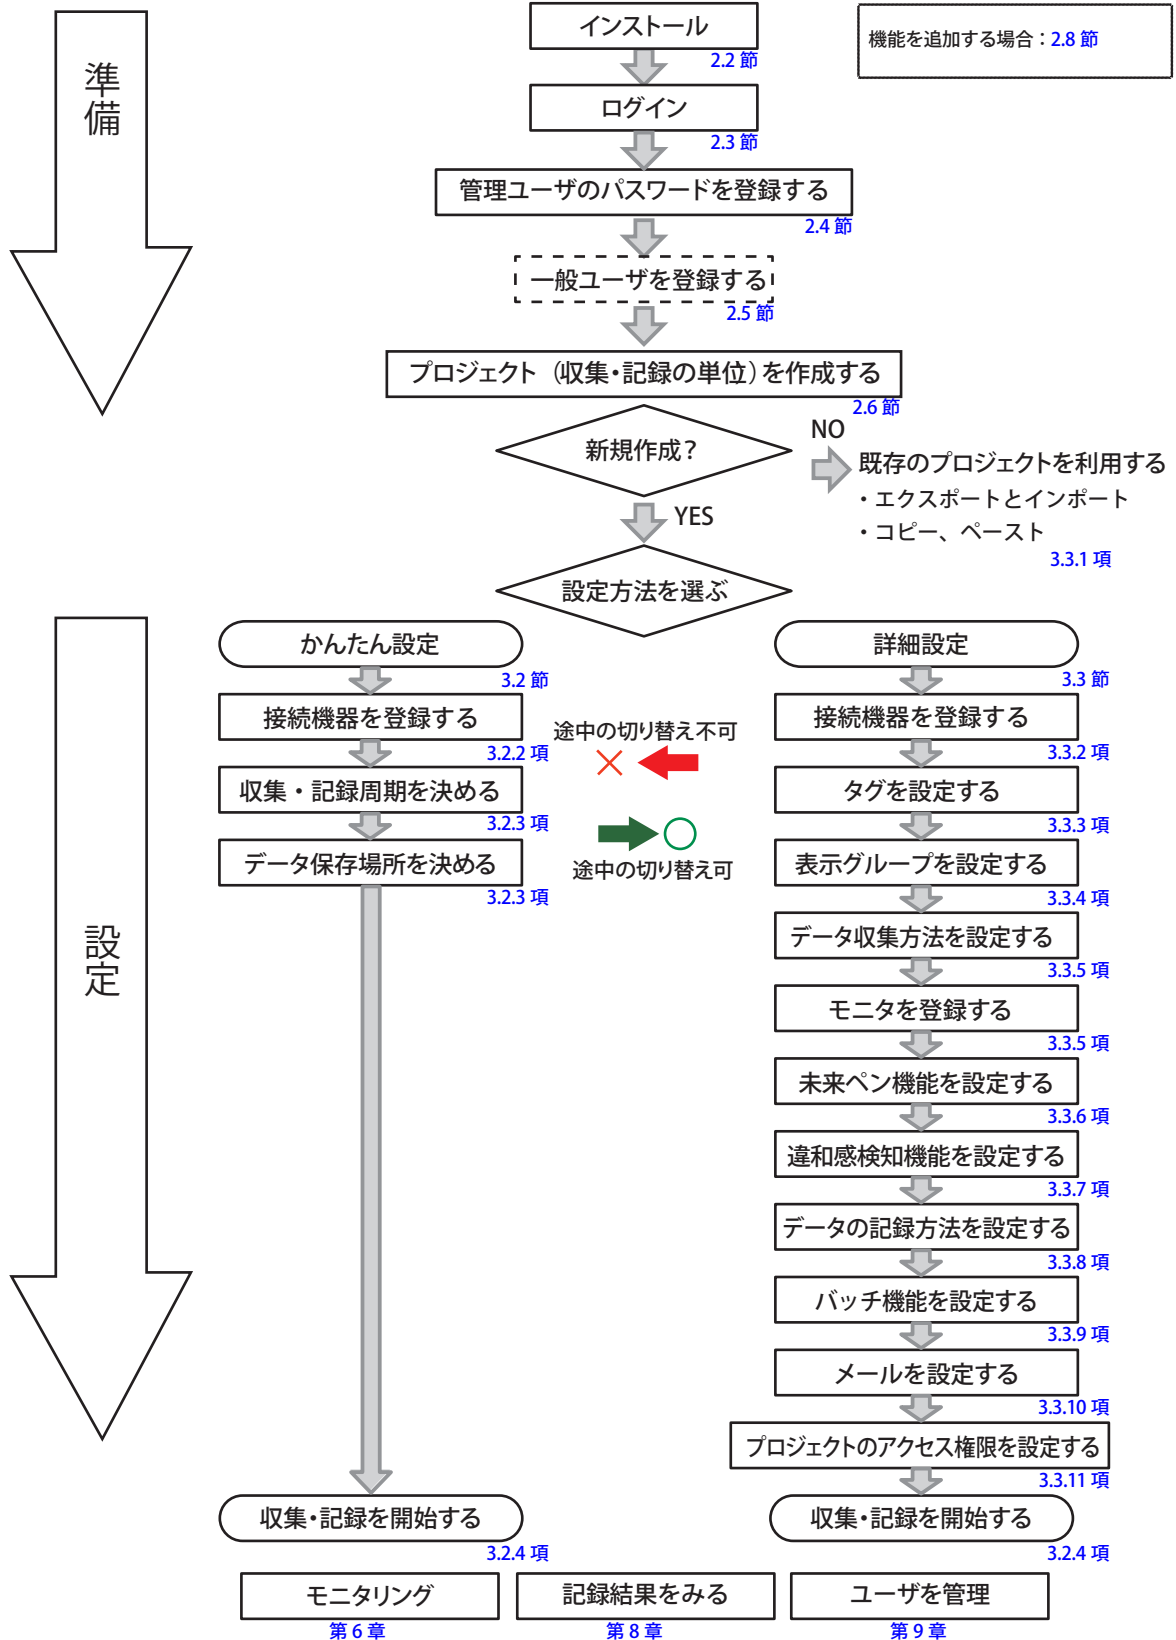 準備
インストール
2.2 節
機能を追加する場合：2.8 節
ログイン
2.3 節
管理ユーザのパスワードを登録する
2.4 節
一般ユーザを登録する
2.5 節
プロジェクト（収集・記録の単位）を作成する
2.6 節
新規作成？
NO
既存のプロジェクトを利用する
・エクスポートとインポート
・コピー、ペースト
3.3.1 項
YES
設定方法を選ぶ
設定
かんたん設定
3.2 節
接続機器を登録する
3.2.2 項
収集・記録周期を決める
3.2.3 項
データ保存場所を決める
3.2.3 項
収集・記録を開始する
3.2.4 項
途中の切り替え不可
途中の切り替え可
詳細設定
3.3 節
接続機器を登録する
3.3.2 項
タグを設定する
3.3.3 項
表示グループを設定する
3.3.4 項
データ収集方法を設定する
3.3.5 項
モニタを登録する
3.3.5 項
未来ペン機能を設定する
3.3.6 項
違和感検知機能を設定する
3.3.7 項
データの記録方法を設定する
3.3.8 項
バッチ機能を設定する
3.3.9 項
メールを設定する
3.3.10 項
プロジェクトのアクセス権限を設定する
3.3.11 項
収集・記録を開始する
3.2.4 項
モニタリング
第 6 章
記録結果をみる
第 8 章
ユーザを管理
第 9 章